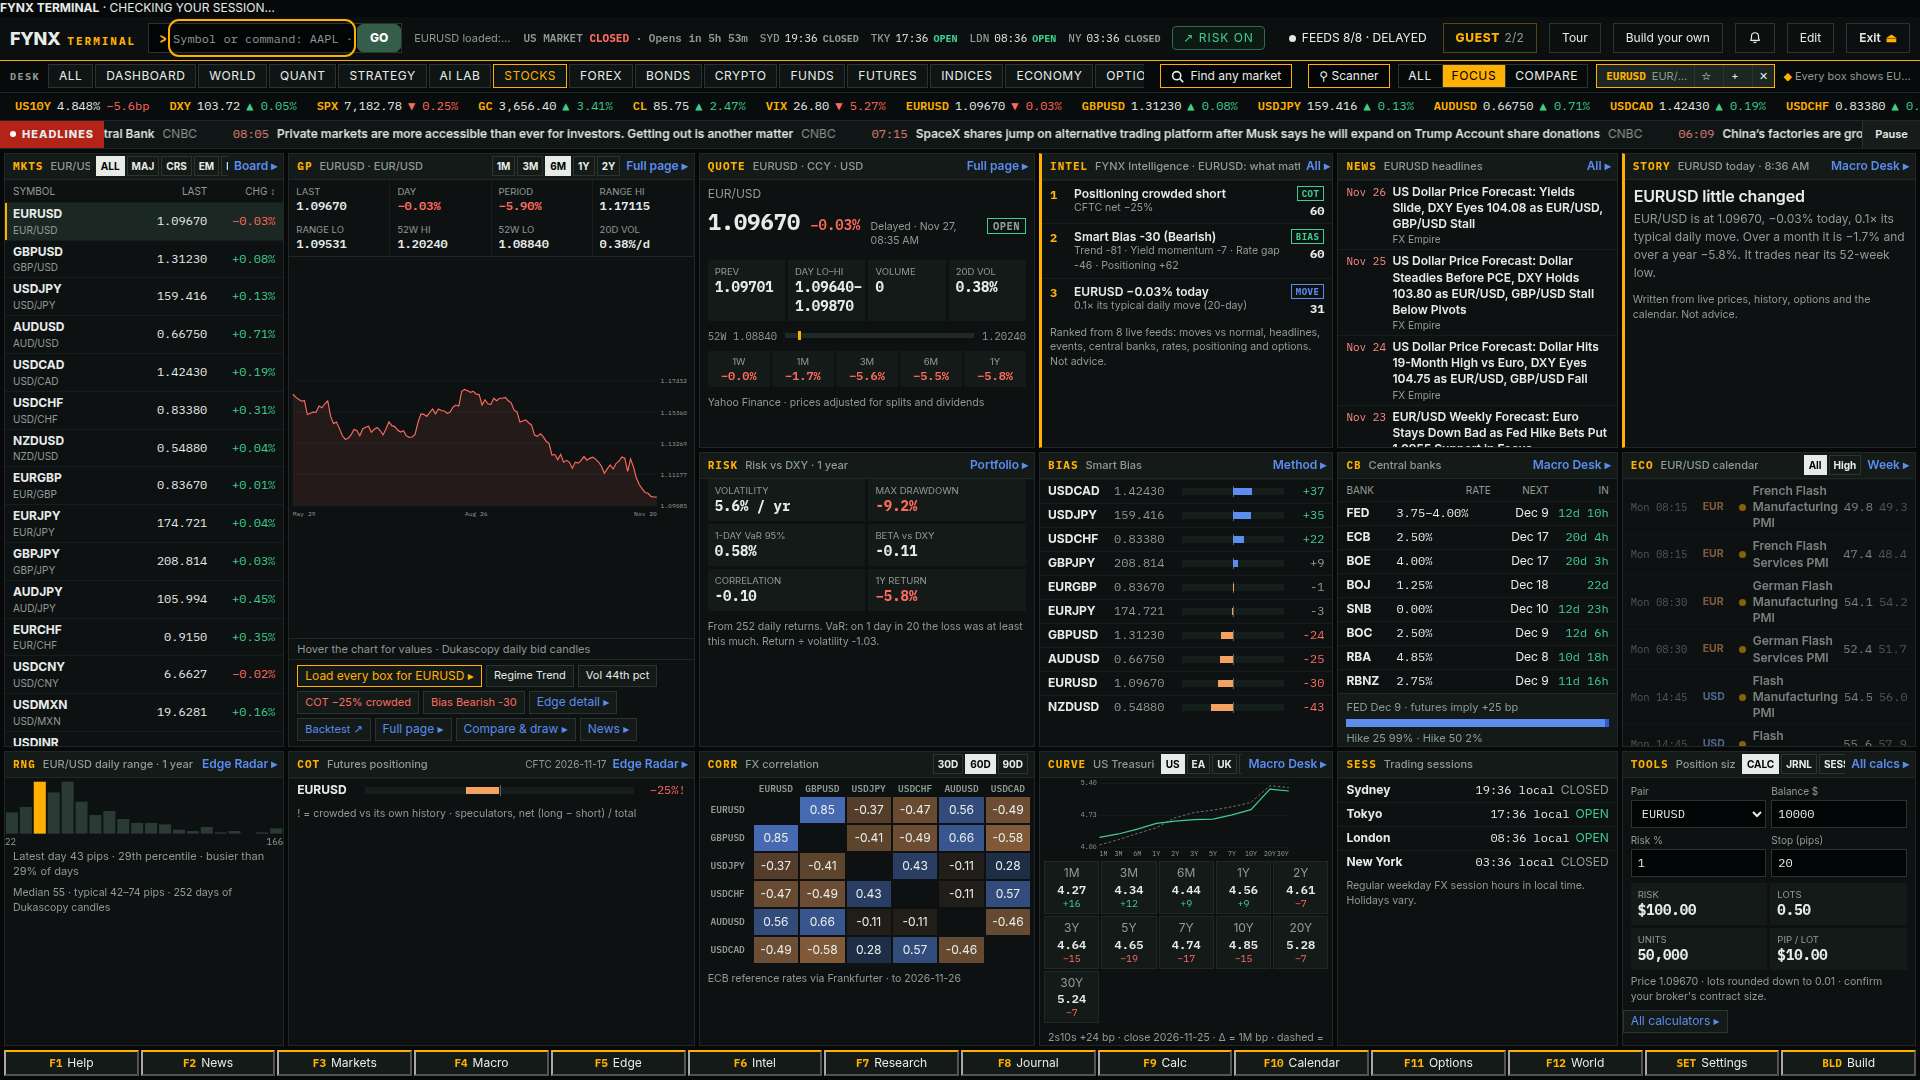 FYNX TERMINAL · CHECKING YOUR SESSION...
FYNX TERMINAL > Symbol or command: AAPL · GO EURUSD loaded:... US MARKET CLOSED · Opens in 5h 53m SYD 19:36 CLOSED TKY 17:36 OPEN LDN 08:36 OPEN NY 03:36 CLOSED ↗ RISK ON ● FEEDS 8/8 · DELAYED GUEST 2/2 Tour Build your own Edit Exit
DESK ALL DASHBOARD WORLD QUANT STRATEGY AI LAB STOCKS FOREX BONDS CRYPTO FUNDS FUTURES INDICES ECONOMY OPTIO Find any market Scanner ALL FOCUS COMPARE EURUSD EUR/... ☆ + × ◆ Every box shows EU...
US10Y 4.848% −5.6bp DXY 103.72 ▲ 0.05% SPX 7,182.78 ▼ 0.25% GC 3,656.40 ▲ 3.41% CL 85.75 ▲ 2.47% VIX 26.80 ▼ 5.27% EURUSD 1.09670 ▼ 0.03% GBPUSD 1.31230 ▲ 0.08% USDJPY 159.416 ▲ 0.13% AUDUSD 0.66750 ▲ 0.71% USDCAD 1.42430 ▲ 0.19% USDCHF 0.83380 ▲ 0.
● HEADLINES tral Bank CNBC 08:05 Private markets are more accessible than ever for investors. Getting out is another matter CNBC 07:15 SpaceX shares jump on alternative trading platform after Musk says he will expand on Trump Account share donations CNBC 06:09 China's factories are gro Pause
MKTS EUR/US ALL MAJ CRS EM Board ▸
SYMBOL LAST CHG ↕
EURUSD 1.09670 −0.03%
EUR/USD
GBPUSD 1.31230 +0.08%
GBP/USD
USDJPY 159.416 +0.13%
USD/JPY
AUDUSD 0.66750 +0.71%
AUD/USD
USDCAD 1.42430 +0.19%
USD/CAD
USDCHF 0.83380 +0.31%
USD/CHF
NZDUSD 0.54880 +0.04%
NZD/USD
EURGBP 0.83670 +0.01%
EUR/GBP
EURJPY 174.721 +0.04%
EUR/JPY
GBPJPY 208.814 +0.03%
GBP/JPY
AUDJPY 105.994 +0.45%
AUD/JPY
EURCHF 0.9150 +0.35%
EUR/CHF
USDCNY 6.6627 −0.02%
USD/CNY
USDMXN 19.6281 +0.16%
USD/MXN
USDINR
GP EURUSD · EUR/USD 1M 3M 6M 1Y 2Y Full page ▸
LAST DAY PERIOD RANGE HI
1.09670 −0.03% −5.90% 1.17115
RANGE LO 52W HI 52W LO 20D VOL
1.09531 1.20240 1.08840 0.38%/d
1.17352
1.15360
1.13269
1.11177
1.09085
May 29 Aug 26 Nov 20
Hover the chart for values · Dukascopy daily bid candles
Load every box for EURUSD ▸ Regime Trend Vol 44th pct
COT −25% crowded Bias Bearish -30 Edge detail ▸
Backtest ↗ Full page ▸ Compare & draw ▸ News ▸
QUOTE EURUSD · CCY · USD Full page ▸
EUR/USD
1.09670 −0.03% Delayed · Nov 27, 08:35 AM OPEN
PREV DAY LO–HI VOLUME 20D VOL
1.09701 1.09640–1.09870 0 0.38%
52W 1.08840 1.20240
1W 1M 3M 6M 1Y
−0.0% −1.7% −5.6% −5.5% −5.8%
Yahoo Finance · prices adjusted for splits and dividends
INTEL FYNX Intelligence · EURUSD: what matt All ▸
1 Positioning crowded short COT
CFTC net −25% 60
2 Smart Bias -30 (Bearish) BIAS
Trend -81 · Yield momentum -7 · Rate gap 60
-46 · Positioning +62
3 EURUSD −0.03% today MOVE
0.1× its typical daily move (20-day) 31
Ranked from 8 live feeds: moves vs normal, headlines,
events, central banks, rates, positioning and options.
Not advice.
NEWS EURUSD headlines All ▸
Nov 26 US Dollar Price Forecast: Yields
Slide, DXY Eyes 104.08 as EUR/USD,
GBP/USD Stall
FX Empire
Nov 25 US Dollar Price Forecast: Dollar
Steadles Before PCE, DXY Holds
103.80 as EUR/USD, GBP/USD Stall
Below Pivots
FX Empire
Nov 24 US Dollar Price Forecast: Dollar Hits
19-Month High vs Euro, DXY Eyes
104.75 as EUR/USD, GBP/USD Fall
FX Empire
Nov 23 EUR/USD Weekly Forecast: Euro
Stays Down Bad as Fed Hike Bets Put
STORY EURUSD today · 8:36 AM Macro Desk ▸
EURUSD little changed
EURUSD is at 1.09670, −0.03% today, 0.1× its
typical daily move. Over a month it is −1.7% and
over a year −5.8%. It trades near its 52-week
low.
Written from live prices, history, options and the
calendar. Not advice.
RISK Risk vs DXY · 1 year Portfolio ▸
VOLATILITY MAX DRAWDOWN
5.6% / yr −9.2%
1-DAY VaR 95% BETA vs DXY
0.58% -0.11
CORRELATION 1Y RETURN
-0.10 −5.8%
From 252 daily returns. VaR: on 1 day in 20 the loss was at least
this much. Return ÷ volatility -1.03.
BIAS Smart Bias Method ▸
USDCAD 1.42430 +37
USDJPY 159.416 +35
USDCHF 0.83380 +22
GBPJPY 208.814 +9
EURGBP 0.83670 -1
EURJPY 174.721 -3
GBPUSD 1.31230 -24
AUDUSD 0.66750 -25
EURUSD 1.09670 -30
NZDUSD 0.54880 -43
CB Central banks Macro Desk ▸
BANK RATE NEXT IN
FED 3.75–4.00% Dec 9 12d 10h
ECB 2.50% Dec 17 20d 4h
BOE 4.00% Dec 17 20d 3h
BOJ 1.25% Dec 18 22d
SNB 0.00% Dec 10 12d 23h
BOC 2.50% Dec 9 12d 6h
RBA 4.85% Dec 8 10d 18h
RBNZ 2.75% Dec 9 11d 16h
FED Dec 9 · futures imply +25 bp
Hike 25 99% · Hike 50 2%
ECO EUR/USD calendar All High Week ▸
Mon 08:15 EUR ● French Flash Manufacturing PMI 49.8 49.3
Mon 08:15 EUR ● French Flash Services PMI 47.4 48.4
Mon 08:30 EUR ● German Flash Manufacturing PMI 54.1 54.2
Mon 08:30 EUR ● German Flash Services PMI 52.4 51.7
Mon 14:45 USD ● Flash Manufacturing PMI 54.5 56.0
Mon 14:45 USD ● Flash 55.6 57.9
RNG EUR/USD daily range · 1 year Edge Radar ▸
22 166
Latest day 43 pips · 29th percentile · busier than
29% of days
Median 55 · typical 42–74 pips · 252 days of
Dukascopy candles
COT Futures positioning CFTC 2026-11-17 Edge Radar ▸
EURUSD −25%!
! = crowded vs its own history · speculators, net (long − short) / total
CORR FX correlation 30D 60D 90D
EURUSD GBPUSD USDJPY USDCHF AUDUSD USDCAD
EURUSD 0.85 -0.37 -0.47 0.56 -0.49
GBPUSD 0.85 -0.41 -0.49 0.66 -0.58
USDJPY -0.37 -0.41 0.43 -0.11 0.28
USDCHF -0.47 -0.49 0.43 -0.11 0.57
AUDUSD 0.56 0.66 -0.11 -0.11 -0.46
USDCAD -0.49 -0.58 0.28 0.57 -0.46
ECB reference rates via Frankfurter · to 2026-11-26
CURVE US Treasuri US EA UK Macro Desk ▸
5.40
4.73
4.06
1M 3M 6M 1Y 2Y 3Y 5Y 7Y 10Y 20Y30Y
1M 3M 6M 1Y 2Y
4.27 4.34 4.44 4.56 4.61
+16 +12 +9 +9 −7
3Y 5Y 7Y 10Y 20Y
4.64 4.65 4.74 4.85 5.28
−15 −19 −17 −15 −7
30Y
5.24
−7
2s10s +24 bp · close 2026-11-25 · Δ = 1M bp · dashed =
SESS Trading sessions
Sydney 19:36 local CLOSED
Tokyo 17:36 local OPEN
London 08:36 local OPEN
New York 03:36 local CLOSED
Regular weekday FX session hours in local time.
Holidays vary.
TOOLS Position siz CALC JRNL SESS All calcs ▸
Pair Balance $
EURUSD 10000
Risk % Stop (pips)
1 20
RISK LOTS
$100.00 0.50
UNITS PIP / LOT
50,000 $10.00
Price 1.09670 · lots rounded down to 0.01 · confirm
your broker's contract size.
All calculators ▸
F1 Help F2 News F3 Markets F4 Macro F5 Edge F6 Intel F7 Research F8 Journal F9 Calc F10 Calendar F11 Options F12 World SET Settings BLD Build